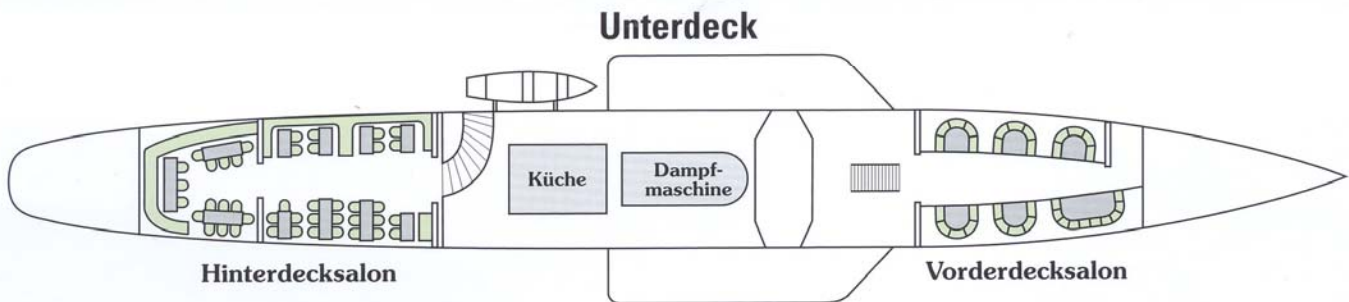 Unterdeck
Küche
Dampf-
maschine
Hinterdecksalon
Vorderdecksalon